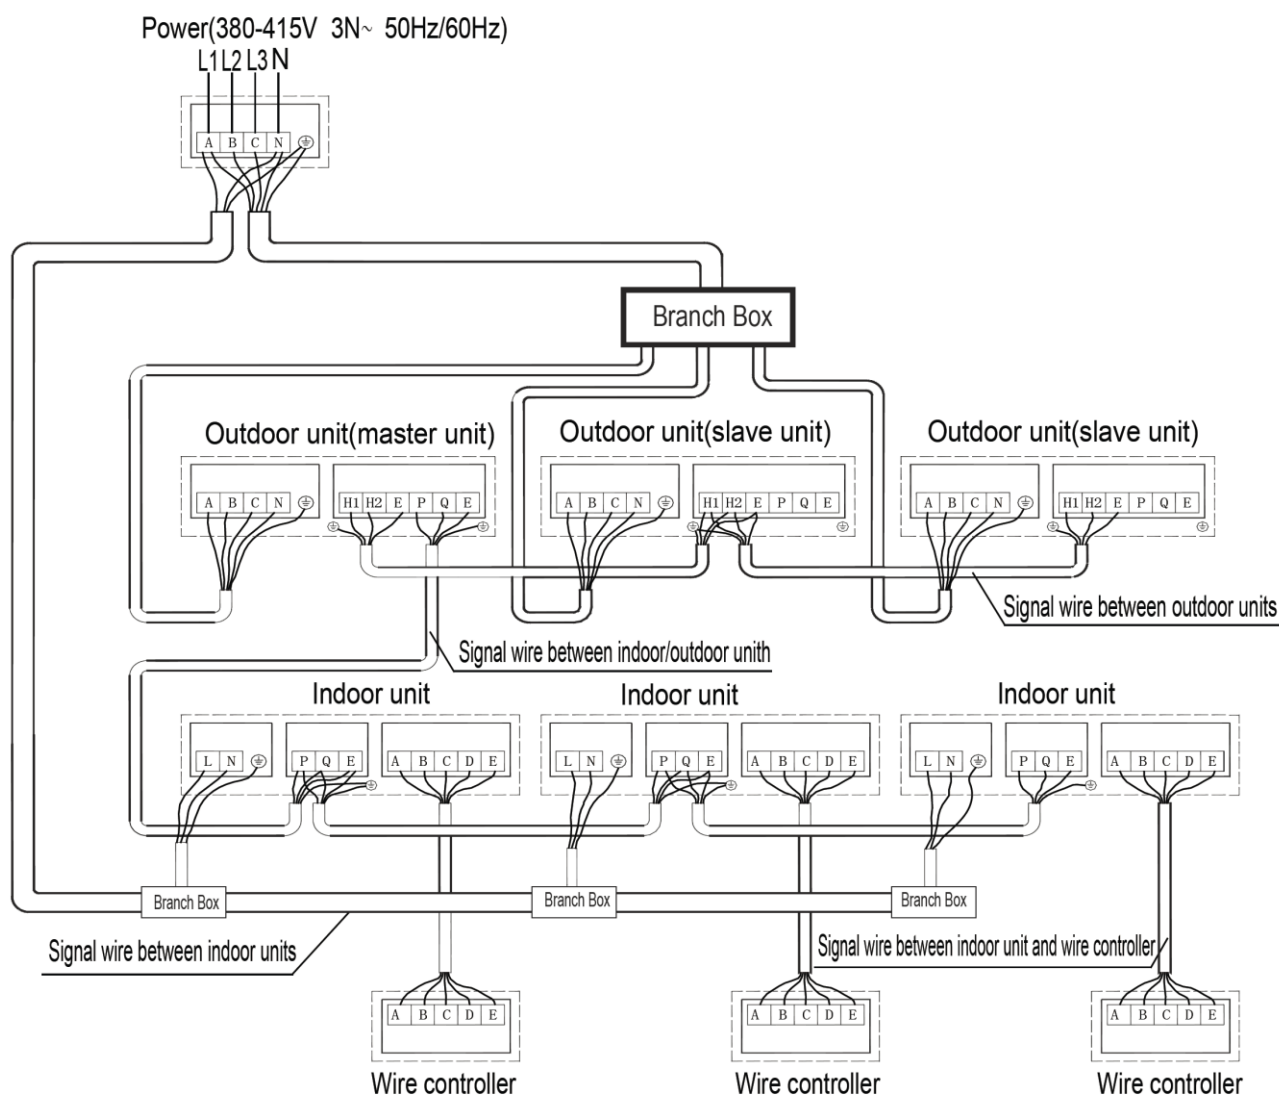 Power(380-415V 3N~ 50Hz/60Hz)
L1 L2 L3 N
A B C N
Branch Box
Outdoor unit(master unit) Outdoor unit(slave unit) Outdoor unit(slave unit)
A B C N H1 H2 E P Q E A B C N H1 H2 E P Q E A B C N H1 H2 E P Q E
Signal wire between outdoor units
Signal wire between indoor/outdoor unith
Indoor unit Indoor unit Indoor unit
L N P Q E A B C D E L N P Q E A B C D E L N P Q E A B C D E
Branch Box Branch Box Branch Box
Signal wire between indoor units Signal wire between indoor unit and wire controller
A B C D E A B C D E A B C D E
Wire controller Wire controller Wire controller